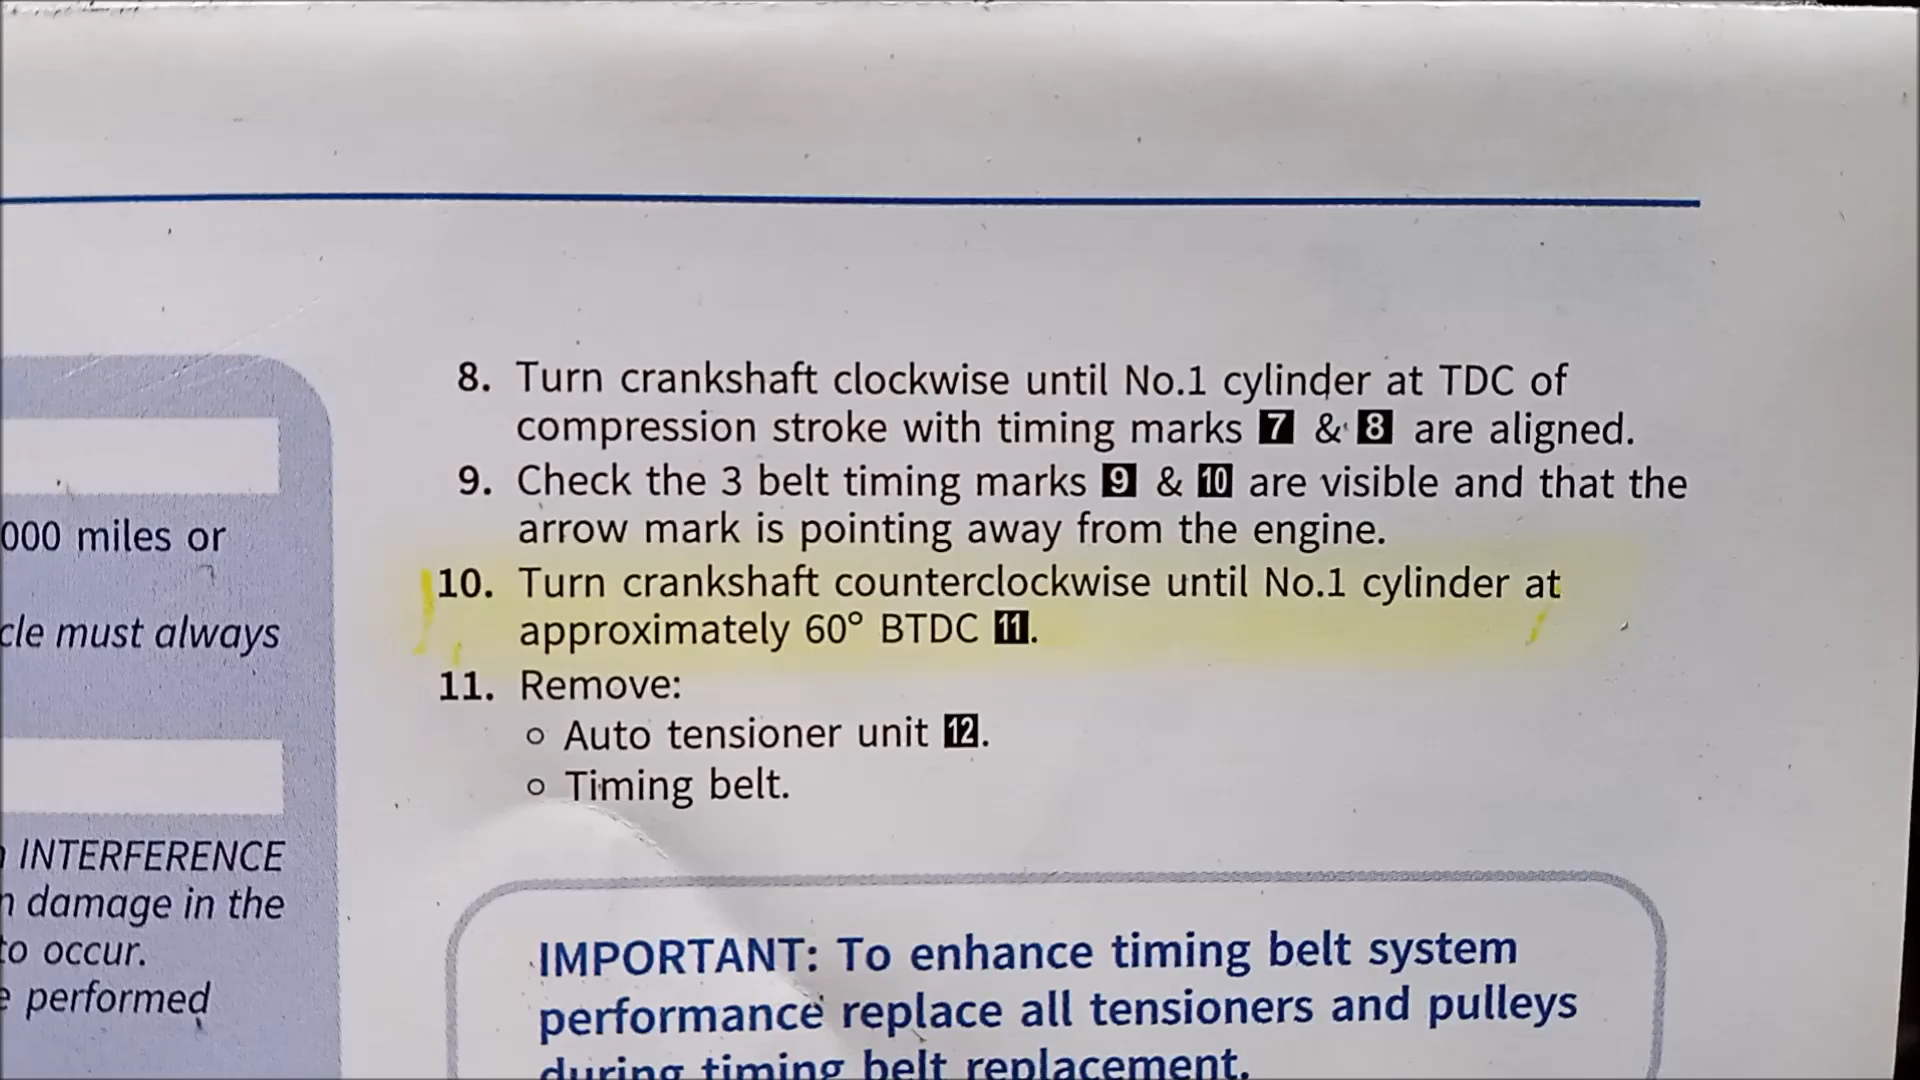 8. Turn crankshaft clockwise until No.1 cylinder at TDC of
compression stroke with timing marks 7 & 8 are aligned.
9. Check the 3 belt timing marks 9 & 10 are visible and that the
arrow mark is pointing away from the engine.
10. Turn crankshaft counterclockwise until No.1 cylinder at
approximately 60° BTDC 11.
11. Remove:
○ Auto tensioner unit 12.
○ Timing belt.
IMPORTANT: To enhance timing belt system
performance replace all tensioners and pulleys
during timing belt replacement.
000 miles or
must always
INTERFERENCE
damage in the
to occur.
performed